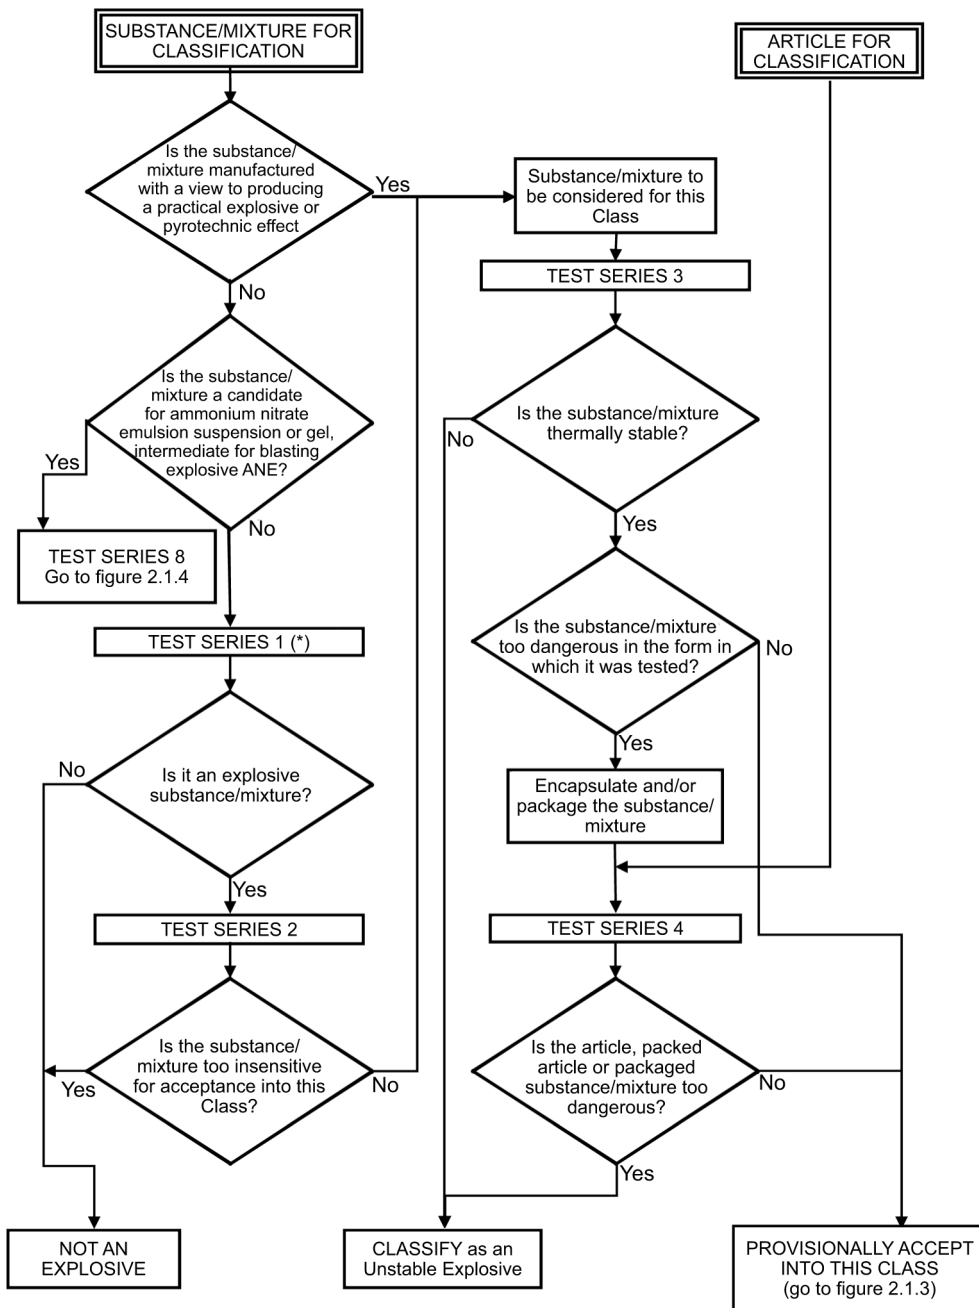 SUBSTANCE/MIXTURE FOR
CLASSIFICATION
ARTICLE FOR
CLASSIFICATION
Is the substance/
mixture manufactured
with a view to producing
a practical explosive or
pyrotechnic effect
Yes
No
Substance/mixture to
be considered for this
Class
TEST SERIES 3
Is the substance/
mixture a candidate
for ammonium nitrate
emulsion suspension or gel,
intermediate for blasting
explosive ANE?
Yes
No
Is the substance/mixture
thermally stable?
No
Yes
TEST SERIES 8
Go to figure 2.1.4
TEST SERIES 1 (*)
Is the substance/mixture
too dangerous in the form in
which it was tested?
No
Yes
Is it an explosive
substance/mixture?
No
Yes
Encapsulate and/or
package the substance/
mixture
TEST SERIES 2
TEST SERIES 4
Is the substance/
mixture too insensitive
for acceptance into this
Class?
Yes
No
Is the article, packed
article or packaged
substance/mixture too
dangerous?
No
Yes
NOT AN
EXPLOSIVE
CLASSIFY as an
Unstable Explosive
PROVISIONALLY ACCEPT
INTO THIS CLASS
(go to figure 2.1.3)